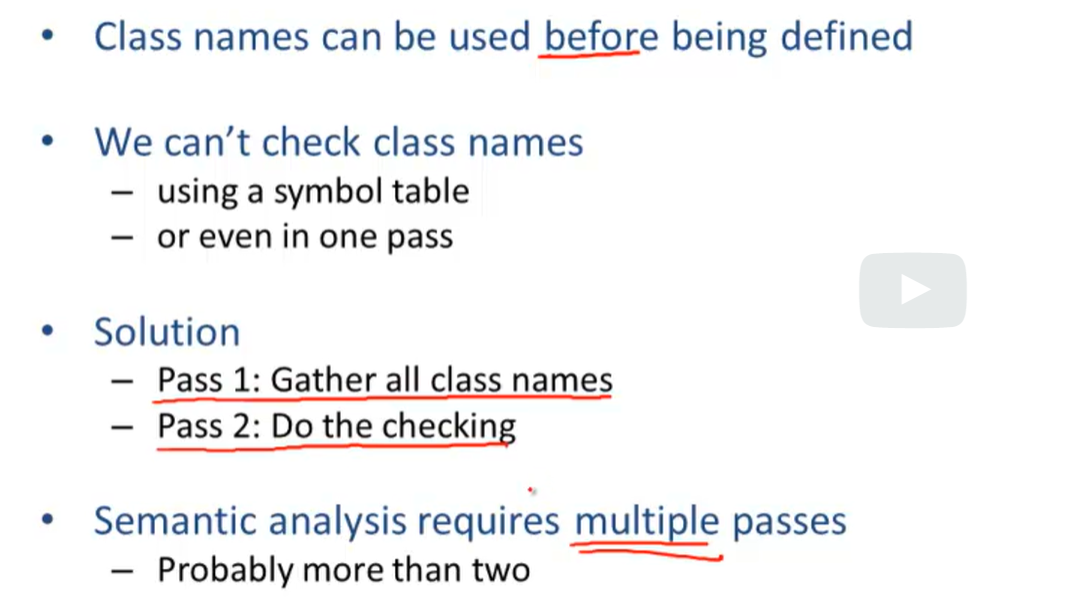 • Class names can be used before being defined
• We can't check class names
– using a symbol table
– or even in one pass
• Solution
– Pass 1: Gather all class names
– Pass 2: Do the checking
• Semantic analysis requires multiple passes
– Probably more than two